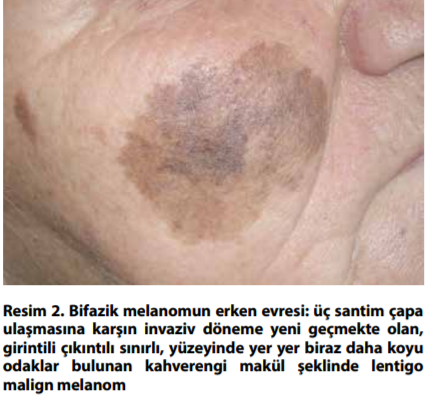 Resim 2. Bifazik melanomun erken evresi: üç santim çapa
ulaşmasına karşın invaziv döneme yeni geçmekte olan,
girintili çıkıntılı sınırlı, yüzeyinde yer yer biraz daha koyu
odaklar bulunan kahverengi makül şeklinde lentigo
malign melanom